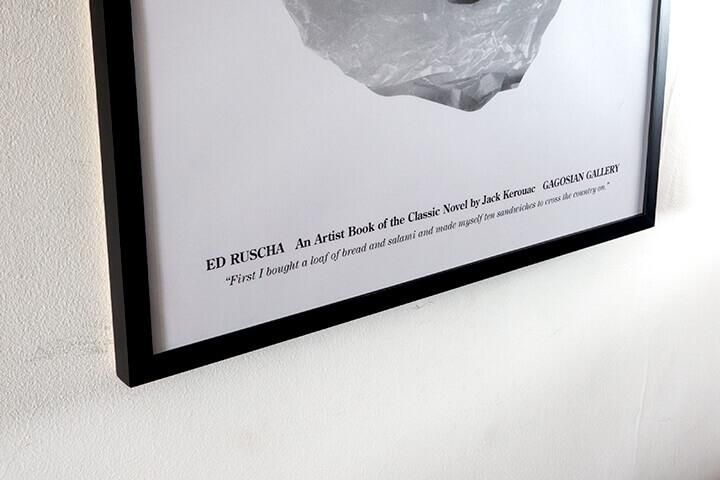 ED RUSCHA An Artist Book of the Classic Novel by Jack Kerouac GAGOSIAN GALLERY
“First I bought a loaf of bread and salami and made myself ten sandwiches to cross the country on.”